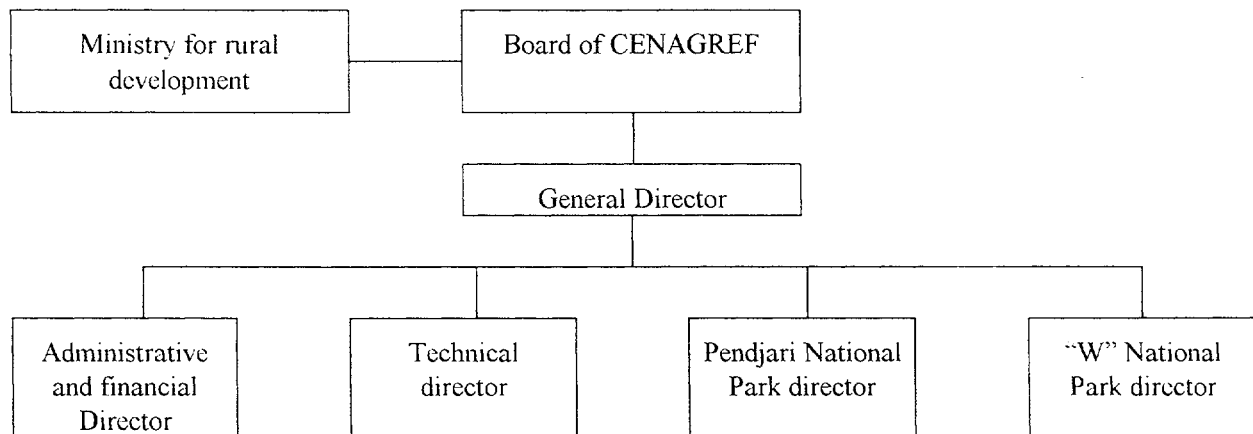 Ministry for rural
development
Board of CENAGREF
General Director
Administrative
and financial
Director
Technical
director
Pendjari National
Park director
“W” National
Park director